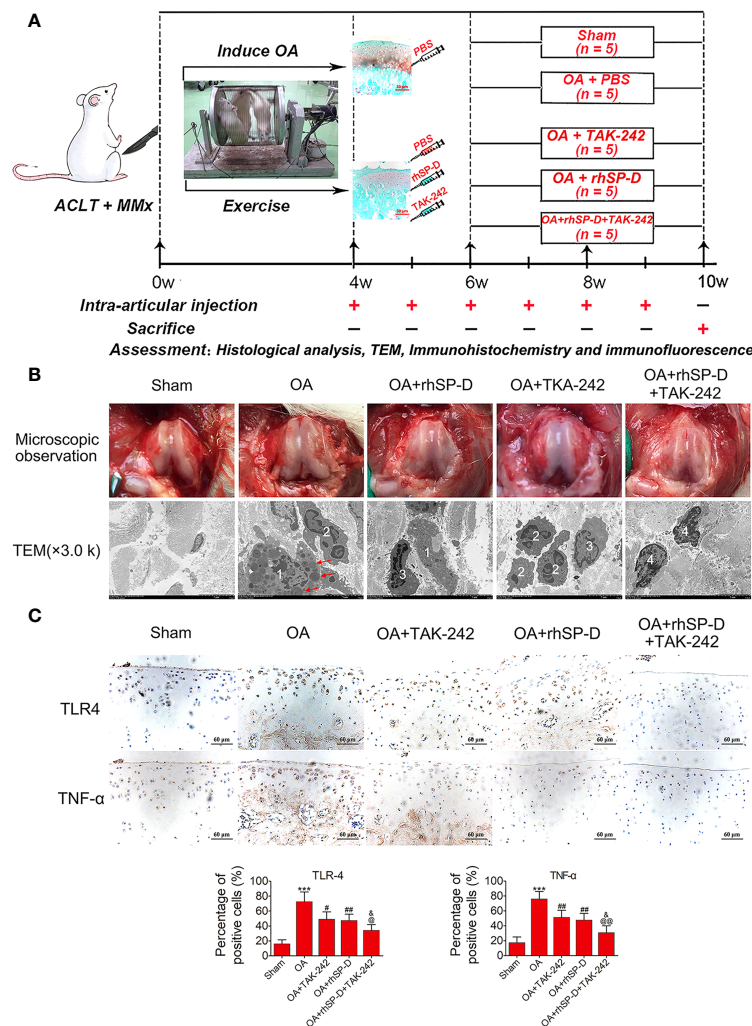 A
Induce OA
Exercise
ACLT + MMx
PBS
PBS
rhSP-D
TAK-242
Sham
(n = 5)
OA + PBS
(n = 5)
OA + TAK-242
(n = 5)
OA + rhSP-D
(n = 5)
OA+rhSP-D+TAK-242
(n = 5)
0w 4w 6w 8w 10w
Intra-articular injection + + + + + + –
Sacrifice – – – – – – +
Assessment: Histological analysis, TEM, Immunohistochemistry and immunofluorescence
B
Sham OA OA+rhSP-D OA+TKA-242 OA+rhSP-D
+TAK-242
Microscopic
observation
TEM(×3.0 k)
1 2 3 1 2 2 2 3 4 4
C
Sham OA OA+TAK-242 OA+rhSP-D OA+rhSP-D
+TAK-242
TLR4
60 μm 60 μm 60 μm 60 μm 60 μm
TNF-α
60 μm 60 μm 60 μm 60 μm 60 μm
TLR-4
Percentage of
positive cells (%)
100
80
60
40
20
0
***
#
##
&
@
Sham
OA
OA+TAK-242
OA+rhSP-D
OA+rhSP-D+TAK-242
TNF-α
Percentage of
positive cells (%)
100
80
60
40
20
0
***
##
##
&
@@
Sham
OA
OA+TAK-242
OA+rhSP-D
OA+rhSP-D+TAK-242